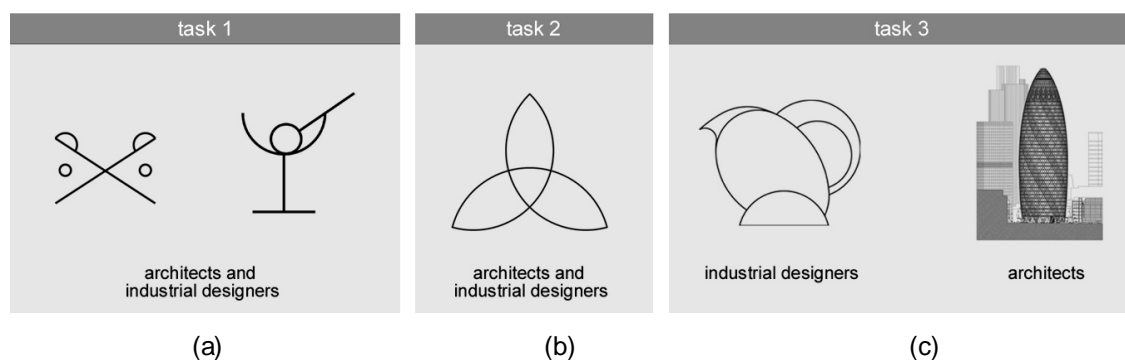 task 1
task 2
task 3
architects and
industrial designers
architects and
industrial designers
industrial designers
architects
(a)
(b)
(c)